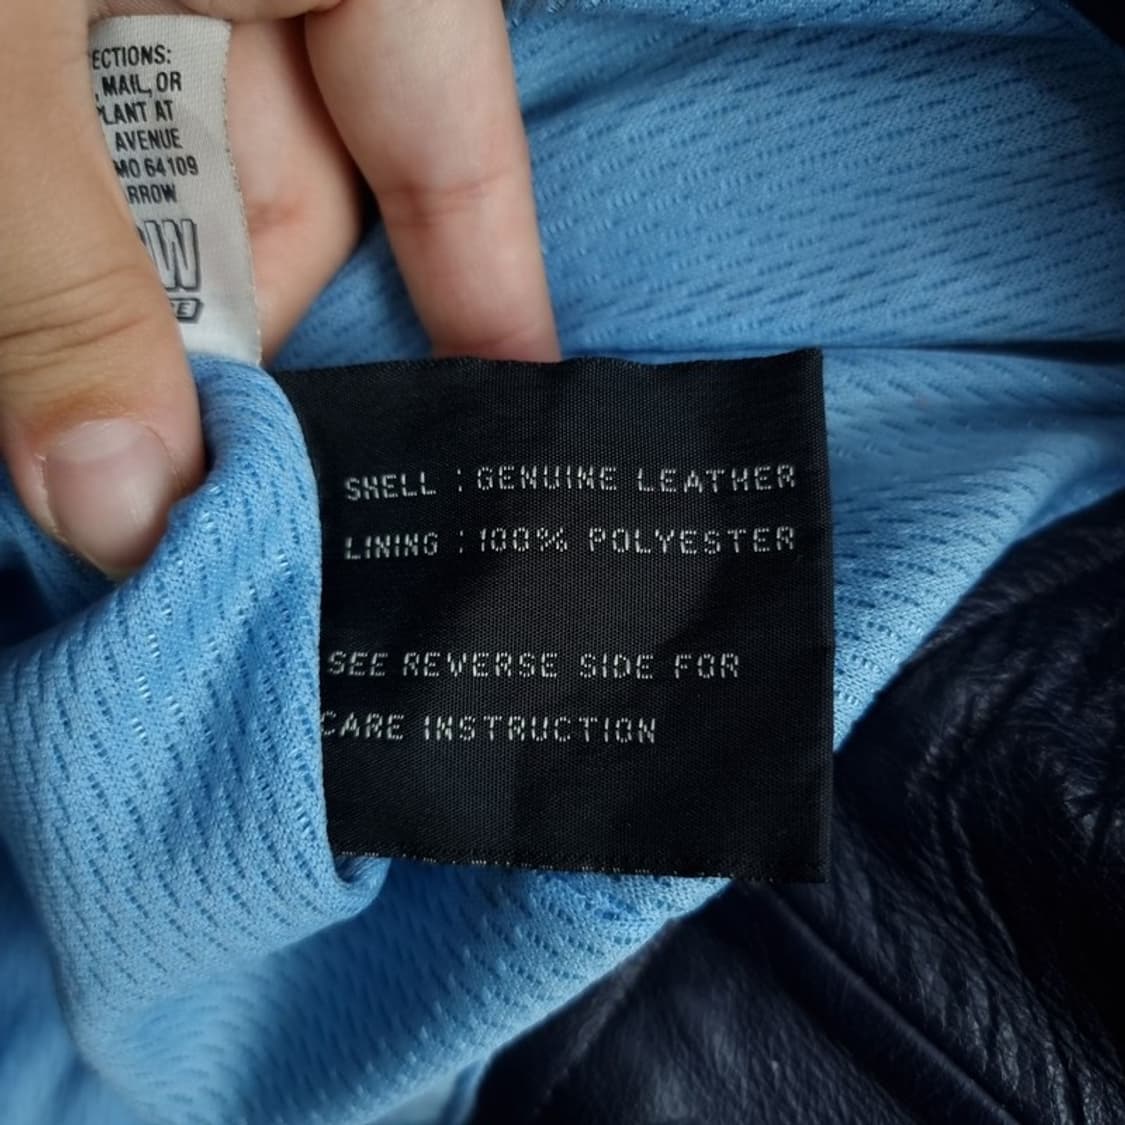 ECTIONS:
, MAIL, OR
PLANT AT
AVENUE
MO 64109
RROW
W
E
SHELL : GENUINE LEATHER
LINING : 100% POLYESTER
SEE REVERSE SIDE FOR
CARE INSTRUCTION